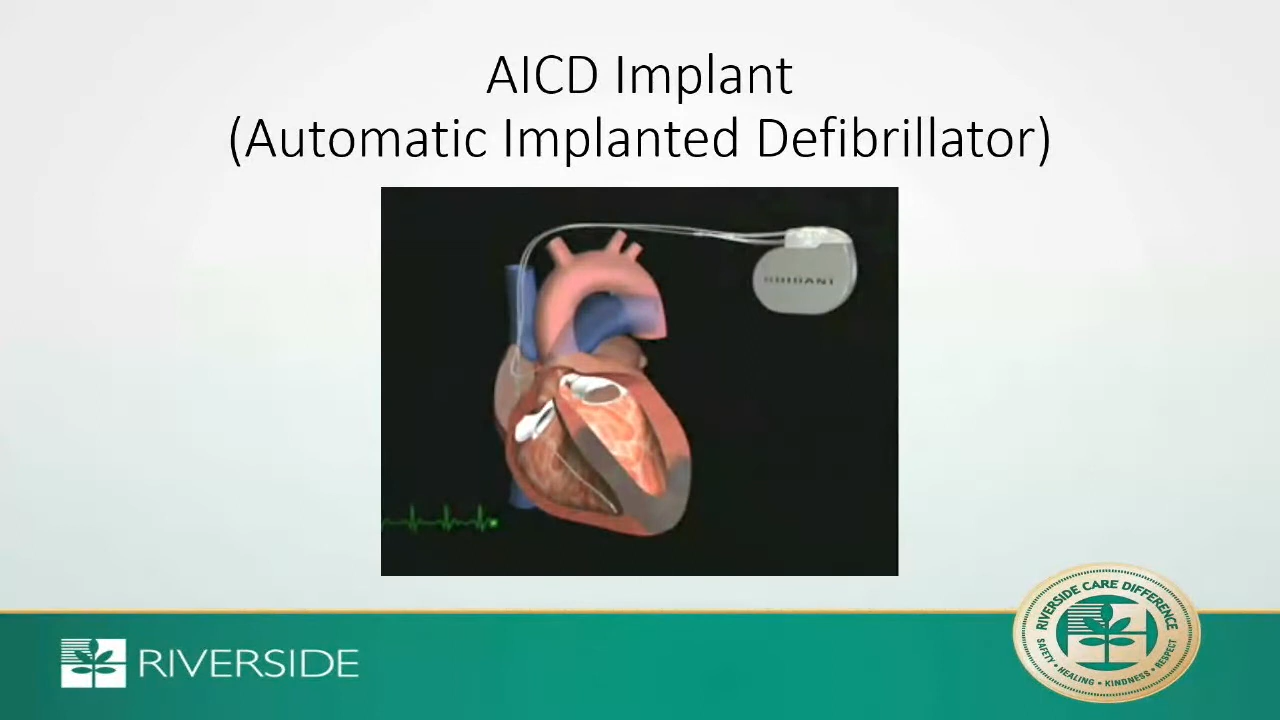 AICD Implant
(Automatic Implanted Defibrillator)
RIVERSIDE
RIVERSIDE CARE DIFFERENCE
SAFETY • HEALING • KINDNESS • RESPECT